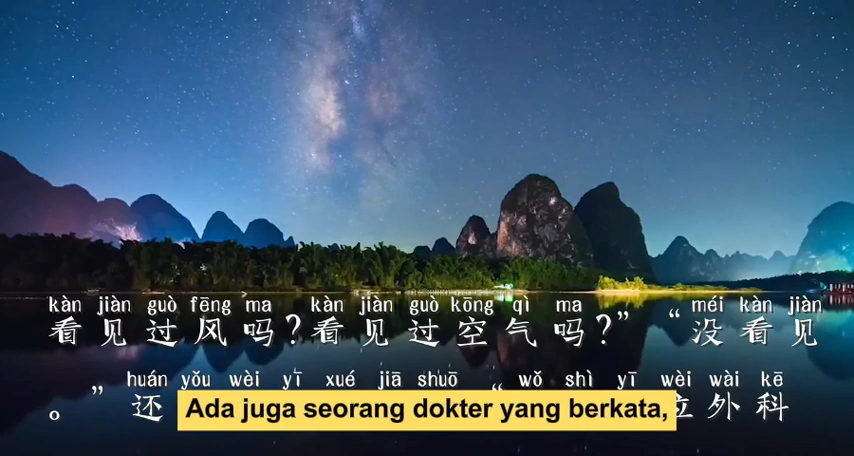 kàn jiàn guò fēng ma kàn jiàn guò kōng qì ma méi kàn jiàn
看见过风吗？看见过空气吗？”“没看见
huán yǒu wèi yī xué jiā shuō wǒ shì yī wèi wài kē
。”还 位外科
Ada juga seorang dokter yang berkata,